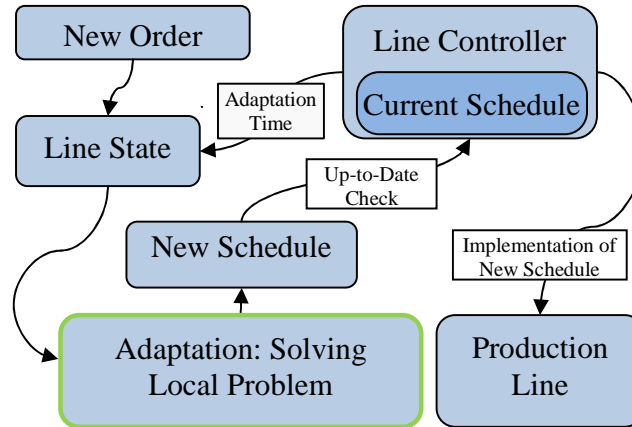 New Order
Line Controller
Current Schedule
Adaptation
Time
Line State
Up-to-Date
Check
New Schedule
Implementation of
New Schedule
Adaptation: Solving
Local Problem
Production
Line